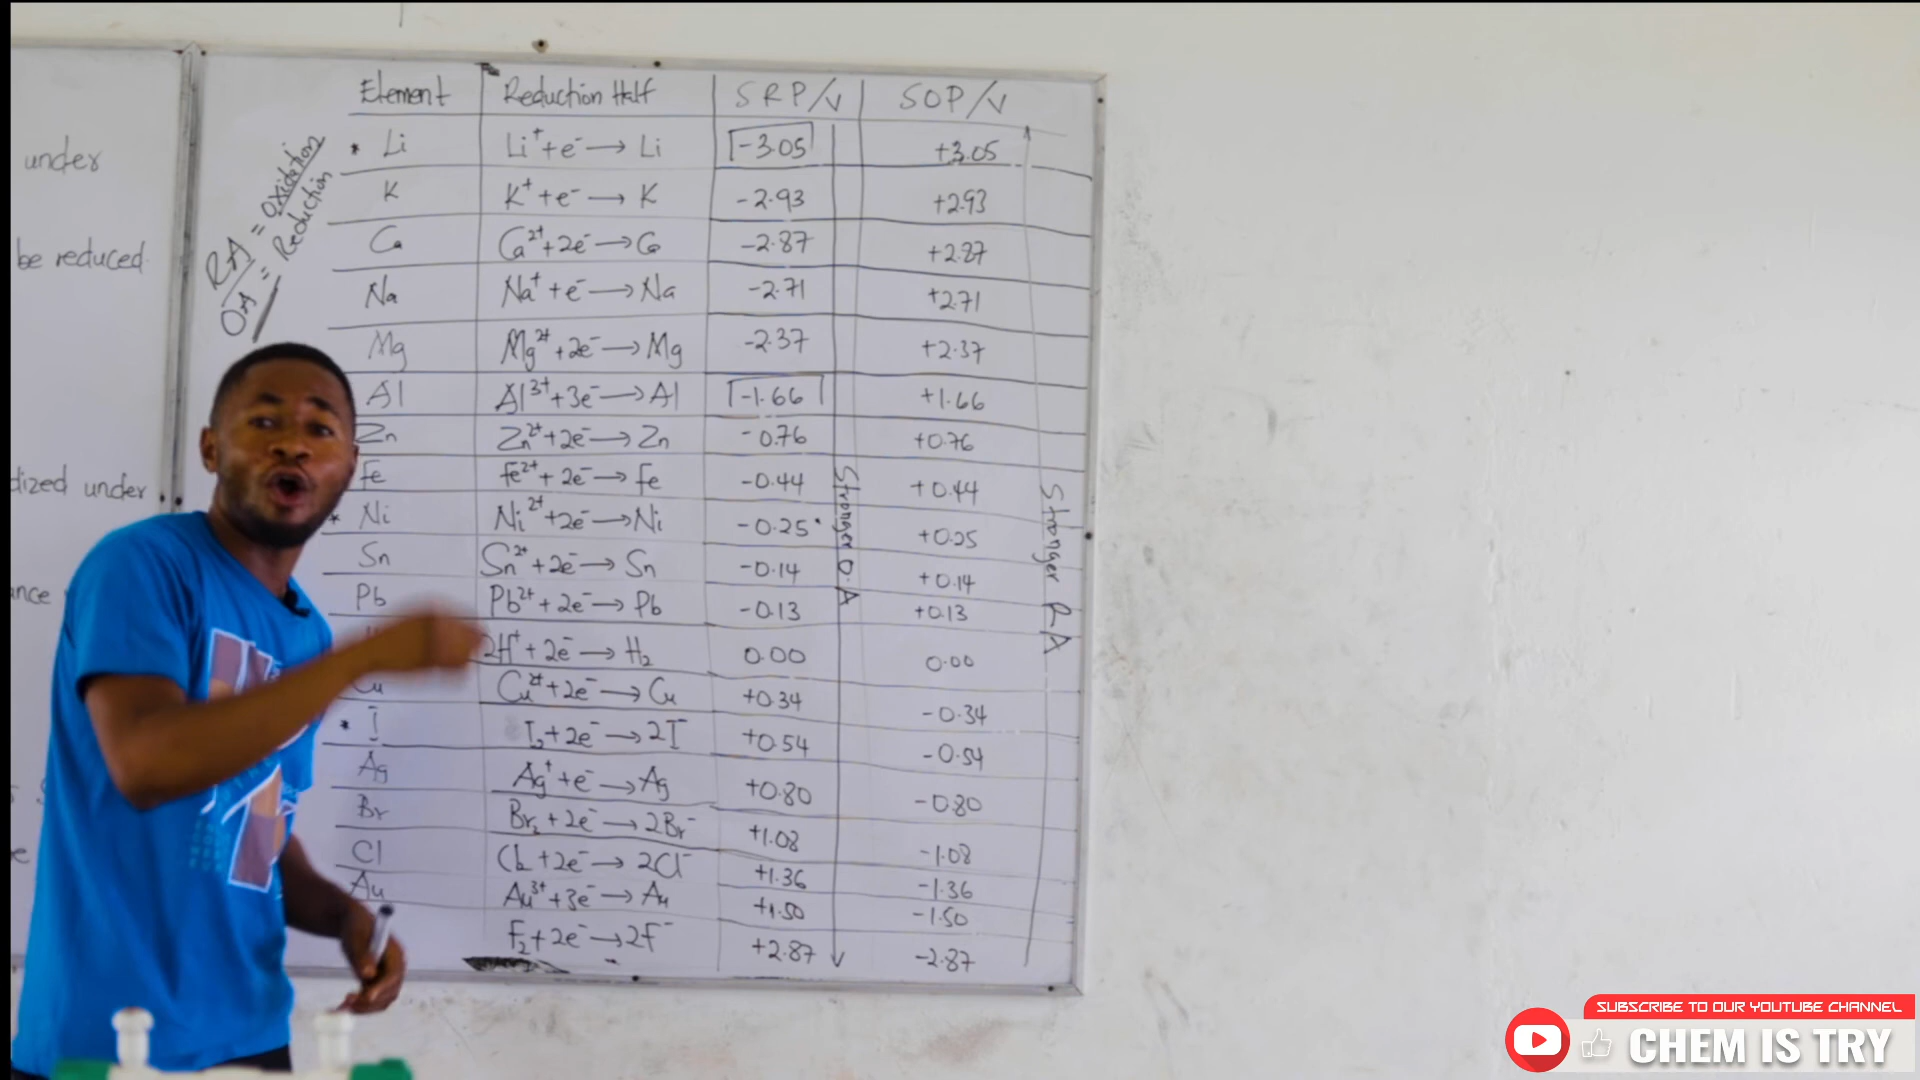 under
be reduced.
dized under
ance
e
RA = Oxidation
OA = Reduction
Element Reduction Half SRP/v SOP/v
* Li Li⁺+e⁻ → Li -3.05 +3.05
K K⁺+e⁻ → K -2.93 +2.93
Ca Ca²⁺+2e⁻ → Ca -2.87 +2.87
Na Na⁺+e⁻ → Na -2.71 +2.71
Mg Mg²⁺+2e⁻ → Mg -2.37 +2.37
Al Al³⁺+3e⁻ → Al -1.66 +1.66
Zn Zn²⁺+2e⁻ → Zn -0.76 +0.76
Fe Fe²⁺+2e⁻ → Fe -0.44 +0.44
* Ni Ni²⁺+2e⁻ → Ni -0.25 +0.25
Sn Sn²⁺+2e⁻ → Sn -0.14 +0.14
Pb Pb²⁺+2e⁻ → Pb -0.13 +0.13
2H⁺+2e⁻ → H₂ 0.00 0.00
Cu Cu²⁺+2e⁻ → Cu +0.34 -0.34
* I I₂+2e⁻ → 2I⁻ +0.54 -0.54
Ag Ag⁺+e⁻ → Ag +0.80 -0.80
Br Br₂+2e⁻ → 2Br⁻ +1.08 -1.08
Cl Cl₂+2e⁻ → 2Cl⁻ +1.36 -1.36
Au Au³⁺+3e⁻ → Au +1.50 -1.50
F₂+2e⁻ → 2F⁻ +2.87 -2.87
Stronger O.A
Stronger RA
SUBSCRIBE TO OUR YOUTUBE CHANNEL
CHEM IS TRY